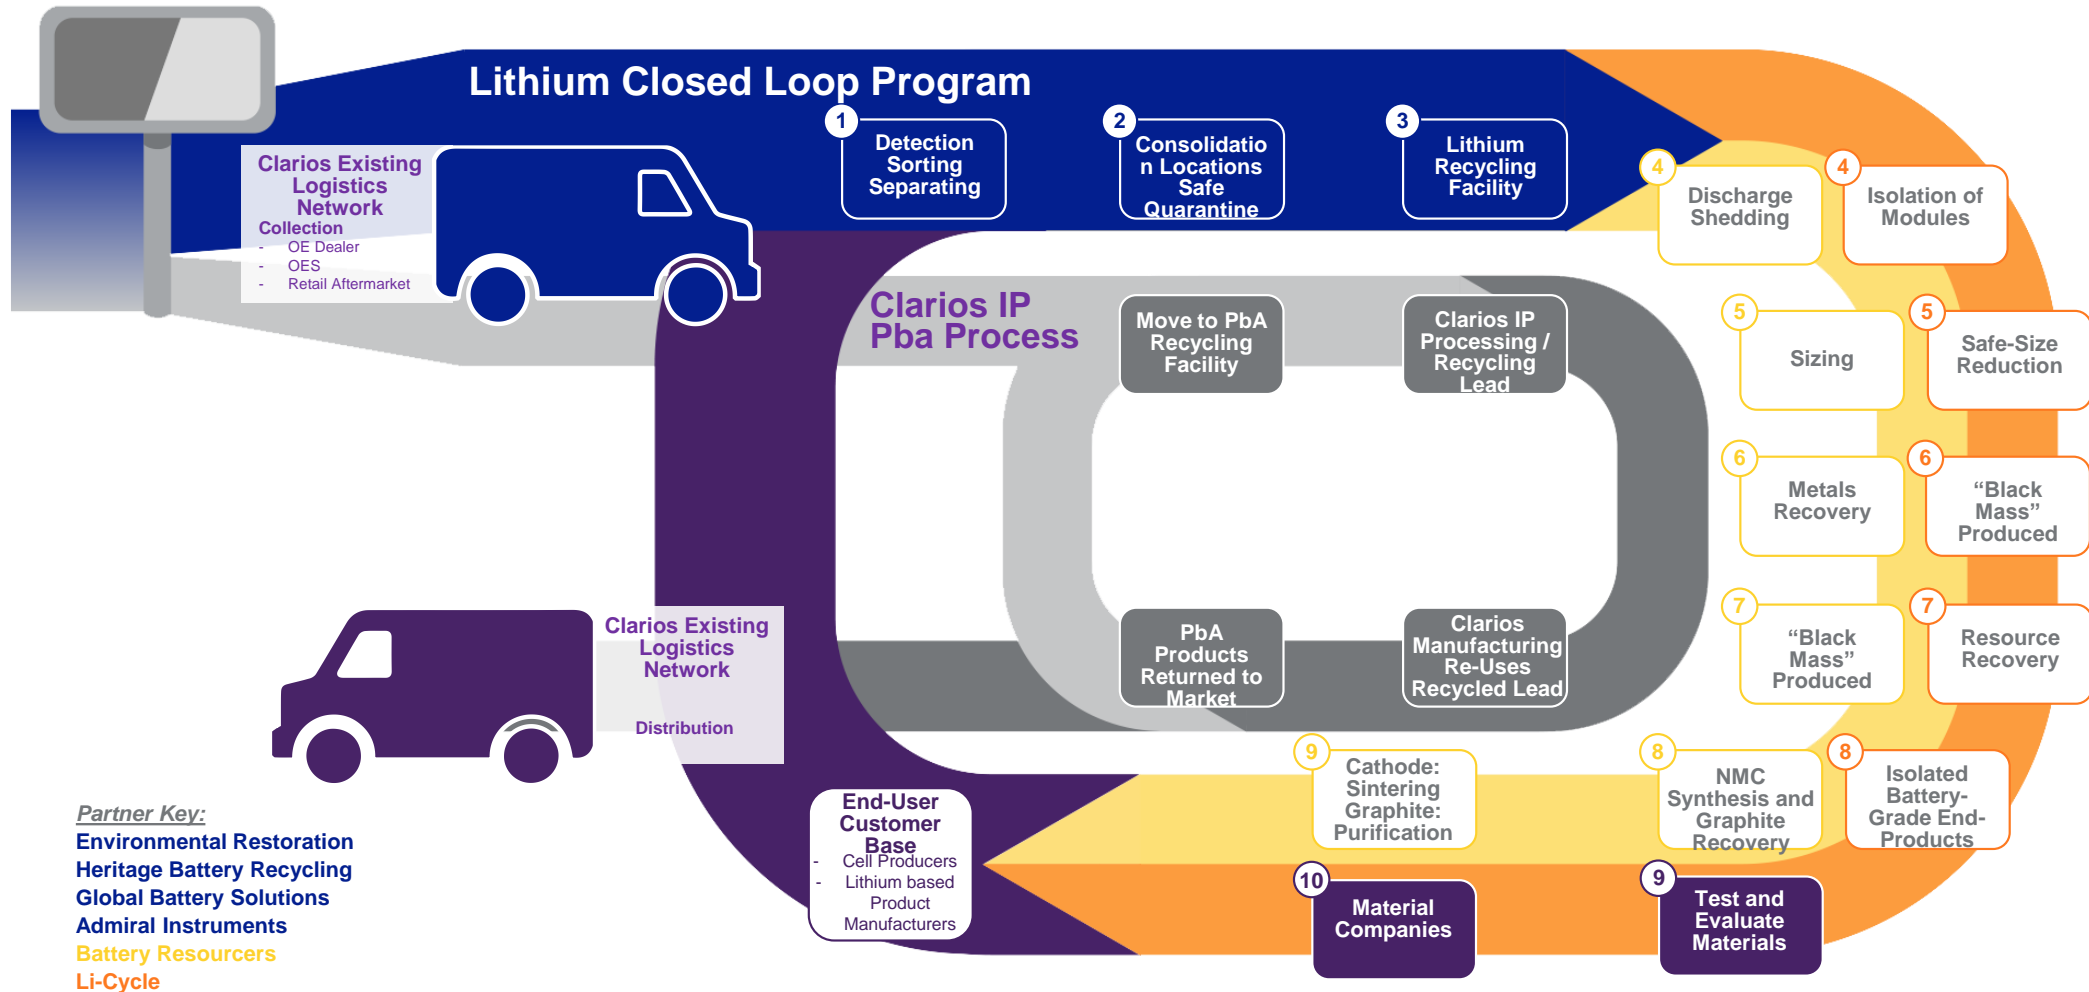 Lithium Closed Loop Program
Clarios Existing
Logistics
Network
Collection
- OE Dealer
- OES
- Retail Aftermarket
1
Detection
Sorting
Separating
2
Consolidatio
n Locations
Safe
Quarantine
3
Lithium
Recycling
Facility
4
Discharge
Shedding
4
Isolation of
Modules
Clarios IP
Pba Process
Move to PbA
Recycling
Facility
Clarios IP
Processing /
Recycling
Lead
5
Sizing
5
Safe-Size
Reduction
6
Metals
Recovery
6
“Black
Mass”
Produced
7
“Black
Mass”
Produced
7
Resource
Recovery
PbA
Products
Returned to
Market
Clarios
Manufacturing
Re-Uses
Recycled Lead
Clarios Existing
Logistics
Network
Distribution
9
Cathode:
Sintering
Graphite:
Purification
8
NMC
Synthesis and
Graphite
Recovery
8
Isolated
Battery-
Grade End-
Products
End-User
Customer
Base
- Cell Producers
- Lithium based
Product
Manufacturers
10
Material
Companies
9
Test and
Evaluate
Materials
Partner Key:
Environmental Restoration
Heritage Battery Recycling
Global Battery Solutions
Admiral Instruments
Battery Resourcers
Li-Cycle